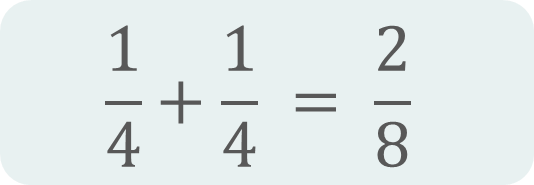 1/4 + 1/4 = 2/8